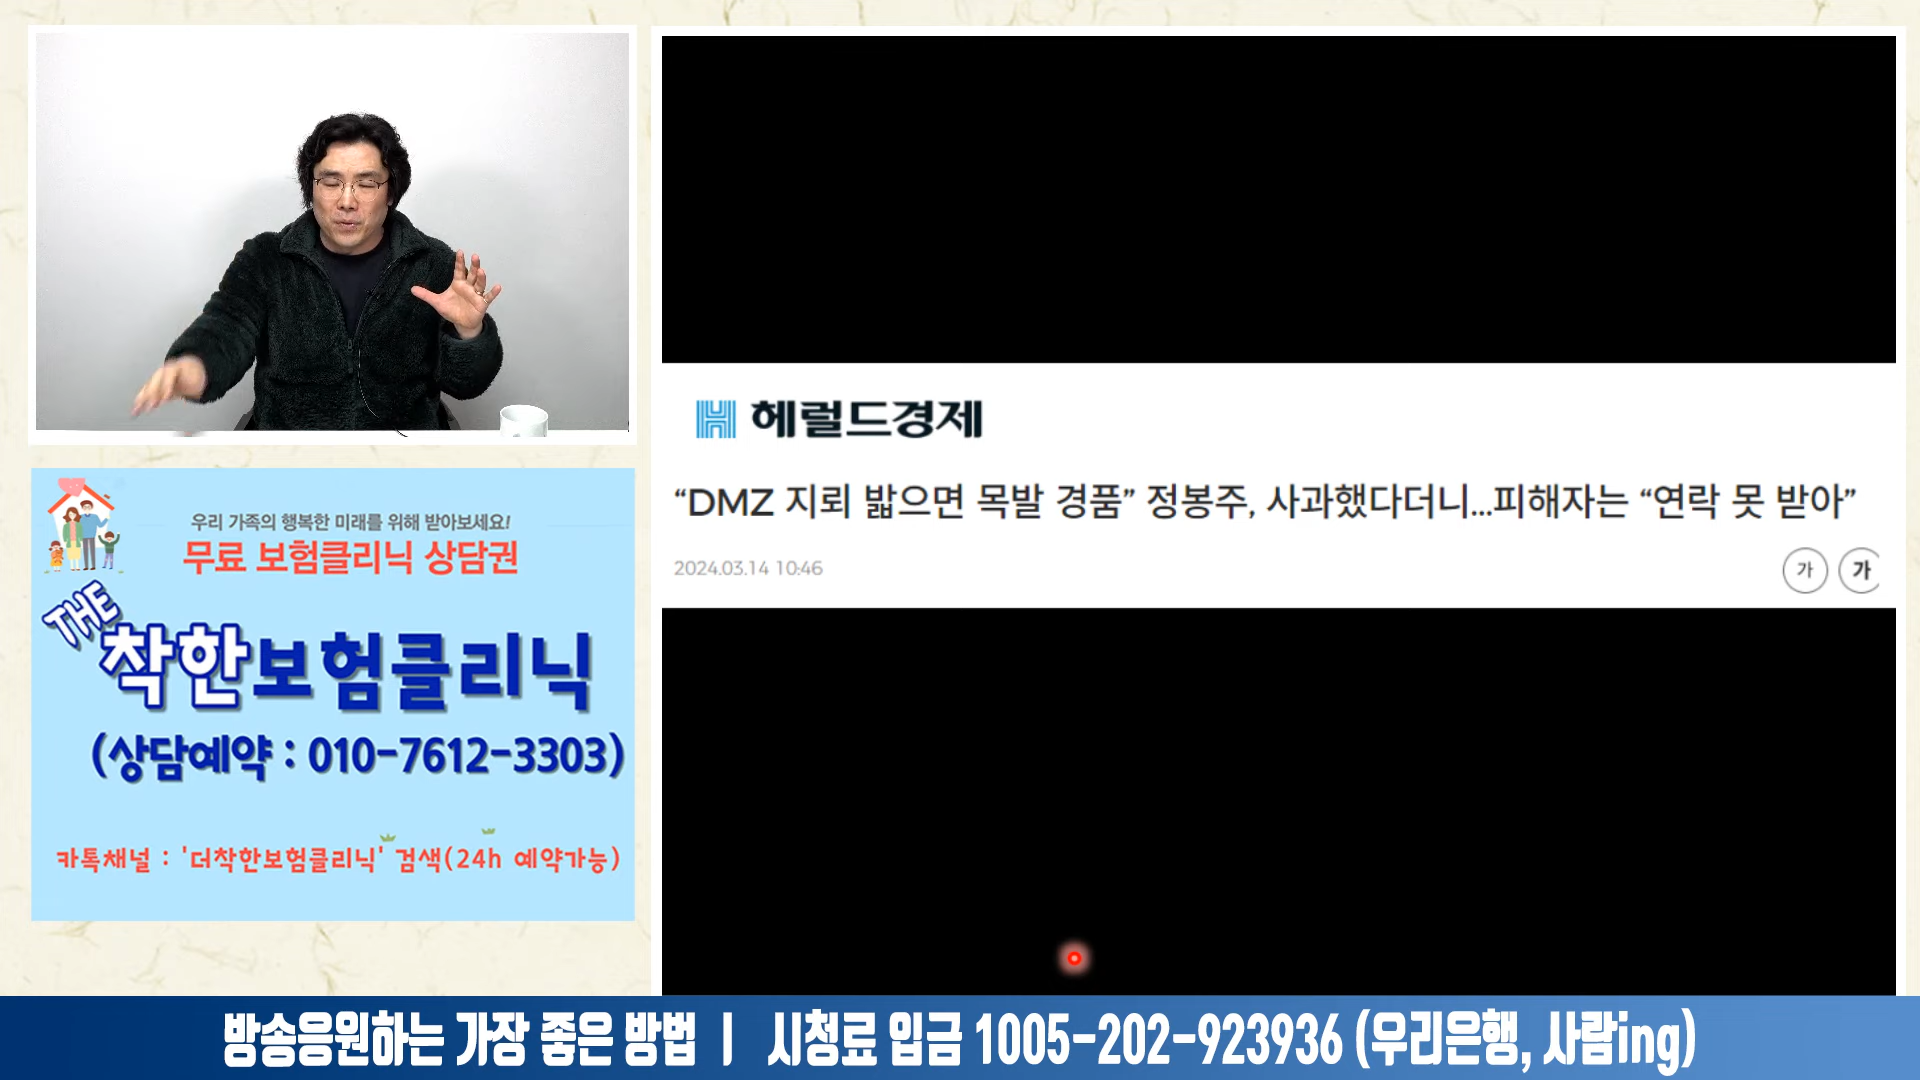 우리 가족의 행복한 미래를 위해 받아보세요!
무료 보험클리닉 상담권
THE
착한보험클리닉
(상담예약 : 010-7612-3303)
카톡채널 : '더착한보험클리닉' 검색(24h 예약가능)
헤럴드경제
“DMZ 지뢰 밟으면 목발 경품” 정봉주, 사과했다더니...피해자는 “연락 못 받아”
2024.03.14 10:46
가 가
방송응원하는 가장 좋은 방법 ㅣ 시청료 입금 1005-202-923936 (우리은행, 사람ing)